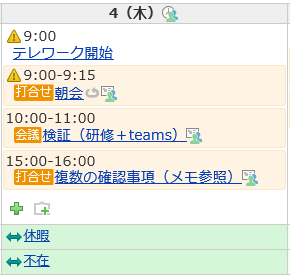 4（木）
9:00
テレワーク開始
9:00-9:15
打合せ 朝会
10:00-11:00
会議 検証（研修＋teams）
15:00-16:00
打合せ 複数の確認事項（メモ参照）
休暇
不在